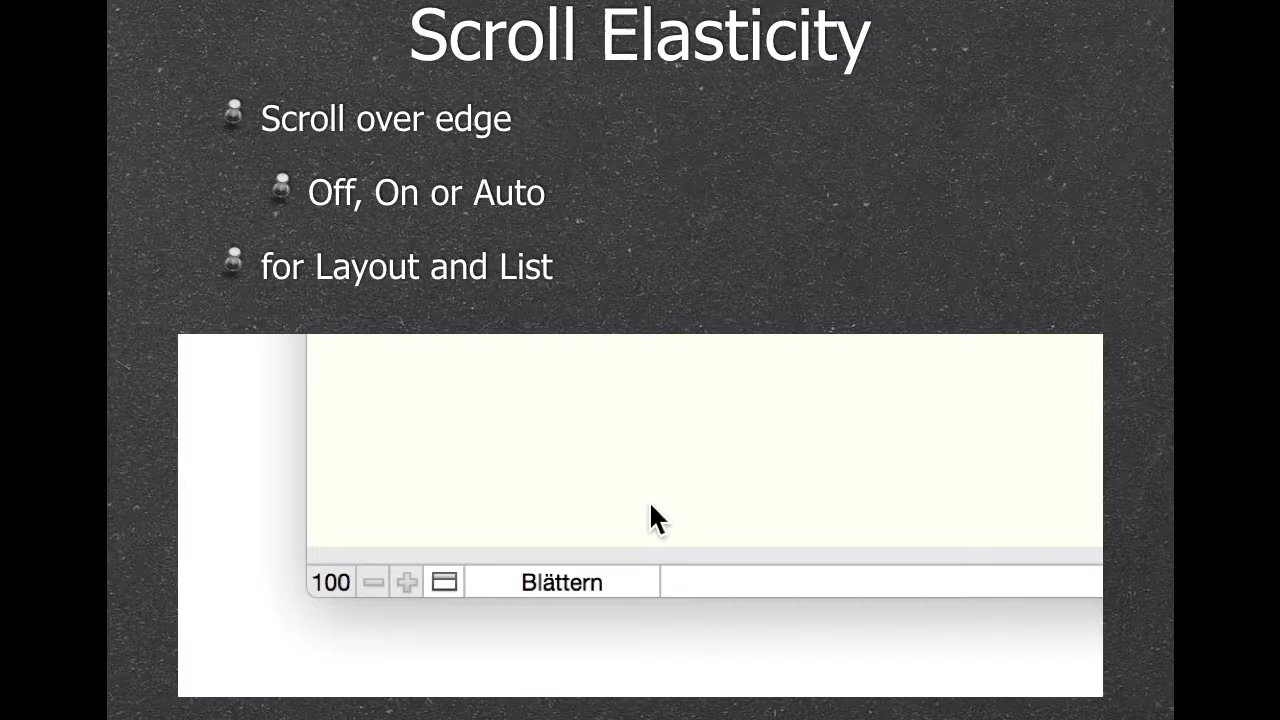 Scroll Elasticity
Scroll over edge
Off, On or Auto
for Layout and List
100
Blättern